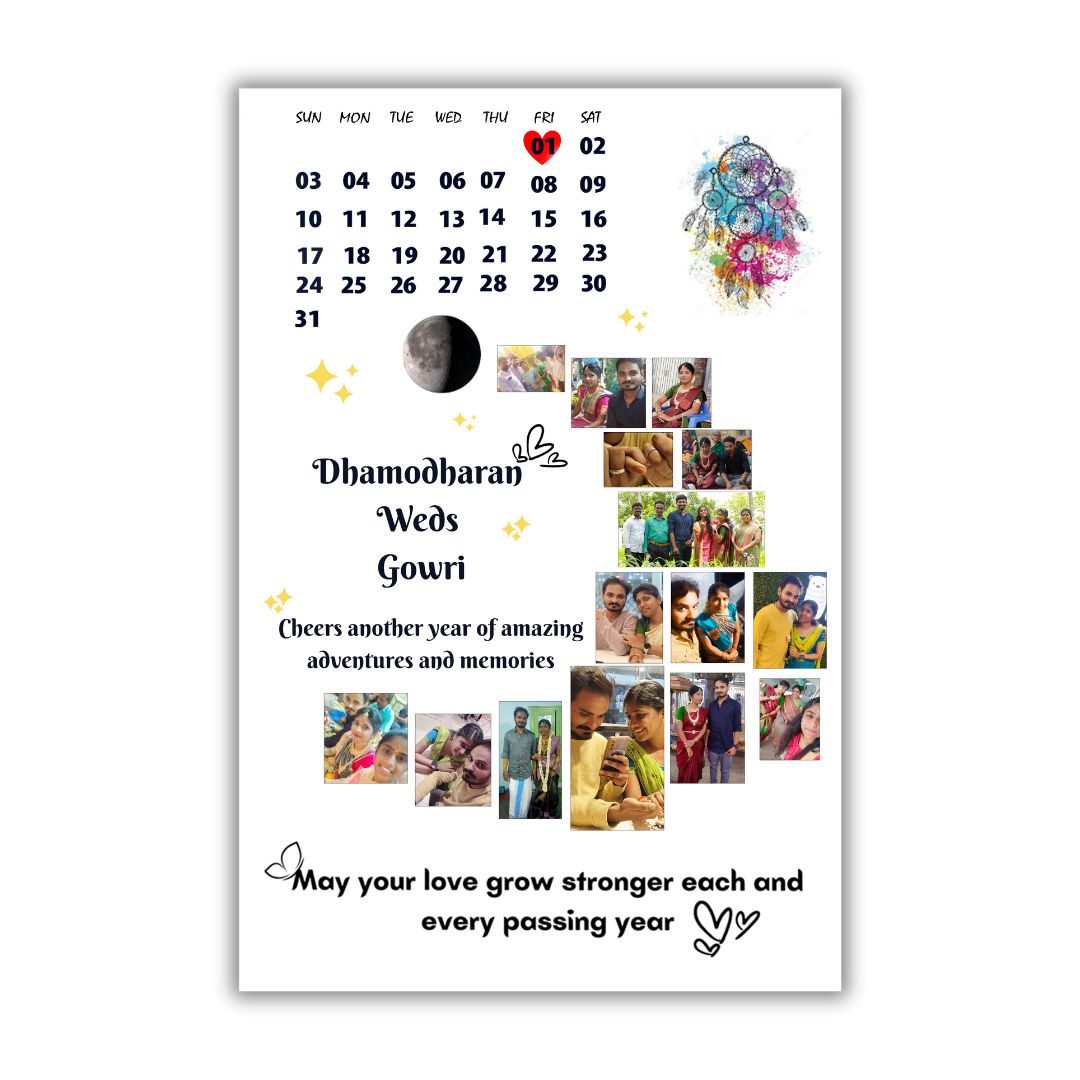 SUN MON TUE WED THU FRI SAT
01 02
03 04 05 06 07 08 09
10 11 12 13 14 15 16
17 18 19 20 21 22 23
24 25 26 27 28 29 30
31
Dhamodharan
Weds
Gowri
Cheers another year of amazing
adventures and memories
May your love grow stronger each and
every passing year